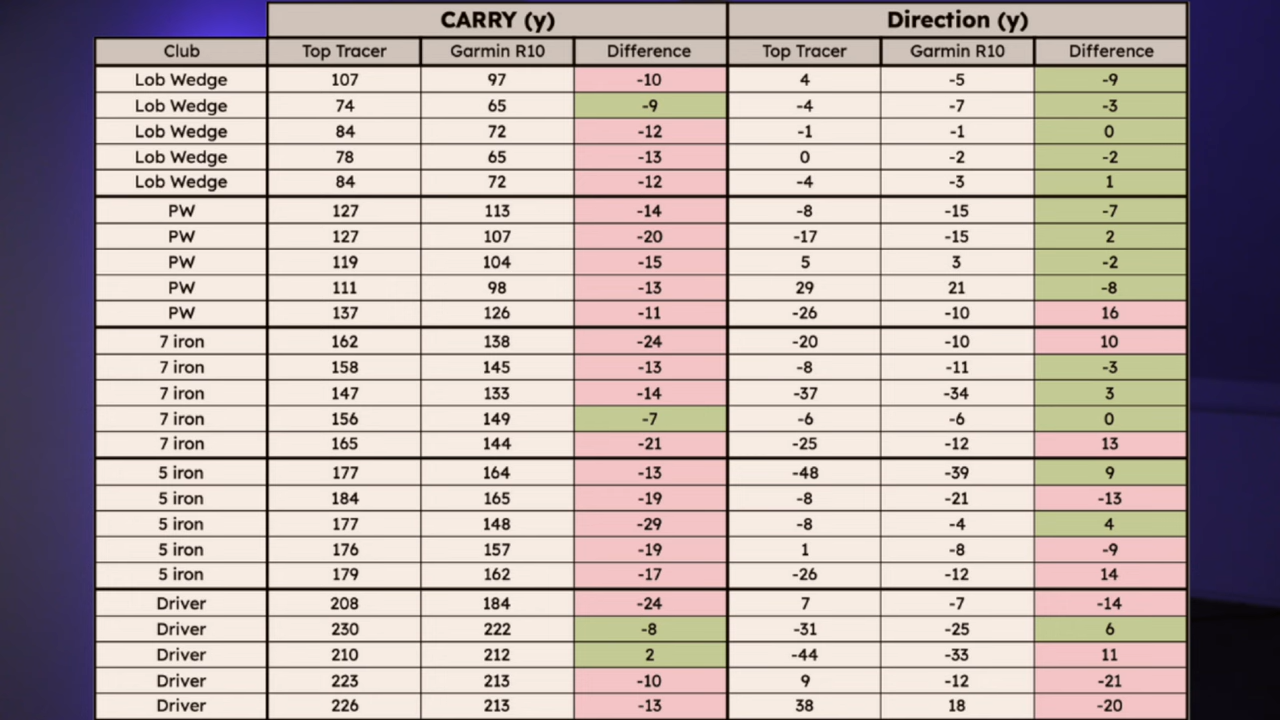 CARRY (y) Direction (y)
Club Top Tracer Garmin R10 Difference Top Tracer Garmin R10 Difference
Lob Wedge 107 97 -10 4 -5 -9
Lob Wedge 74 65 -9 -4 -7 -3
Lob Wedge 84 72 -12 -1 -1 0
Lob Wedge 78 65 -13 0 -2 -2
Lob Wedge 84 72 -12 -4 -3 1
PW 127 113 -14 -8 -15 -7
PW 127 107 -20 -17 -15 2
PW 119 104 -15 5 3 -2
PW 111 98 -13 29 21 -8
PW 137 126 -11 -26 -10 16
7 iron 162 138 -24 -20 -10 10
7 iron 158 145 -13 -8 -11 -3
7 iron 147 133 -14 -37 -34 3
7 iron 156 149 -7 -6 -6 0
7 iron 165 144 -21 -25 -12 13
5 iron 177 164 -13 -48 -39 9
5 iron 184 165 -19 -8 -21 -13
5 iron 177 148 -29 -8 -4 4
5 iron 176 157 -19 1 -8 -9
5 iron 179 162 -17 -26 -12 14
Driver 208 184 -24 7 -7 -14
Driver 230 222 -8 -31 -25 6
Driver 210 212 2 -44 -33 11
Driver 223 213 -10 9 -12 -21
Driver 226 213 -13 38 18 -20